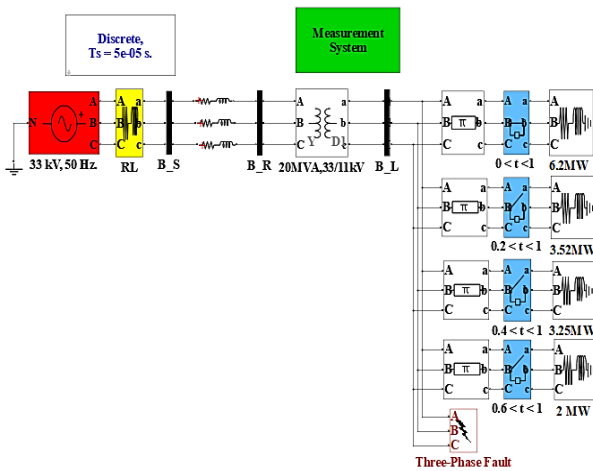 Discrete,
Ts = 5e-05 s.
Measurement
System
N
A
B
C
33 kV, 50 Hz.
A a
B b
C c
RL
B_S
B_R
A a
B b
C c
Y D1
20MVA,33/11kV
B_L
A a
B π b
C c
A a
B b
C c
0 < t < 1
A
B
C
6.2MW
A a
B π b
C c
A a
B b
C c
0.2 < t < 1
A
B
C
3.52MW
A a
B π b
C c
A a
B b
C c
0.4 < t < 1
A
B
C
3.25MW
A a
B π b
C c
A a
B b
C c
0.6 < t < 1
A
B
C
2 MW
A
B
C
Three-Phase Fault